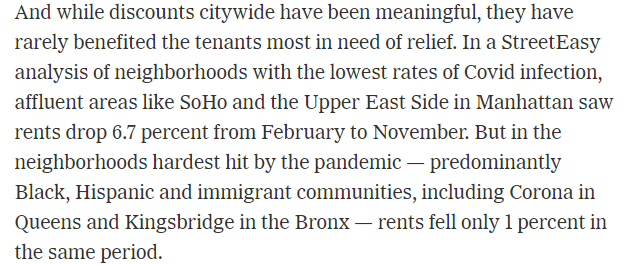 And while discounts citywide have been meaningful, they have
rarely benefited the tenants most in need of relief. In a StreetEasy
analysis of neighborhoods with the lowest rates of Covid infection,
affluent areas like SoHo and the Upper East Side in Manhattan saw
rents drop 6.7 percent from February to November. But in the
neighborhoods hardest hit by the pandemic — predominantly
Black, Hispanic and immigrant communities, including Corona in
Queens and Kingsbridge in the Bronx — rents fell only 1 percent in
the same period.